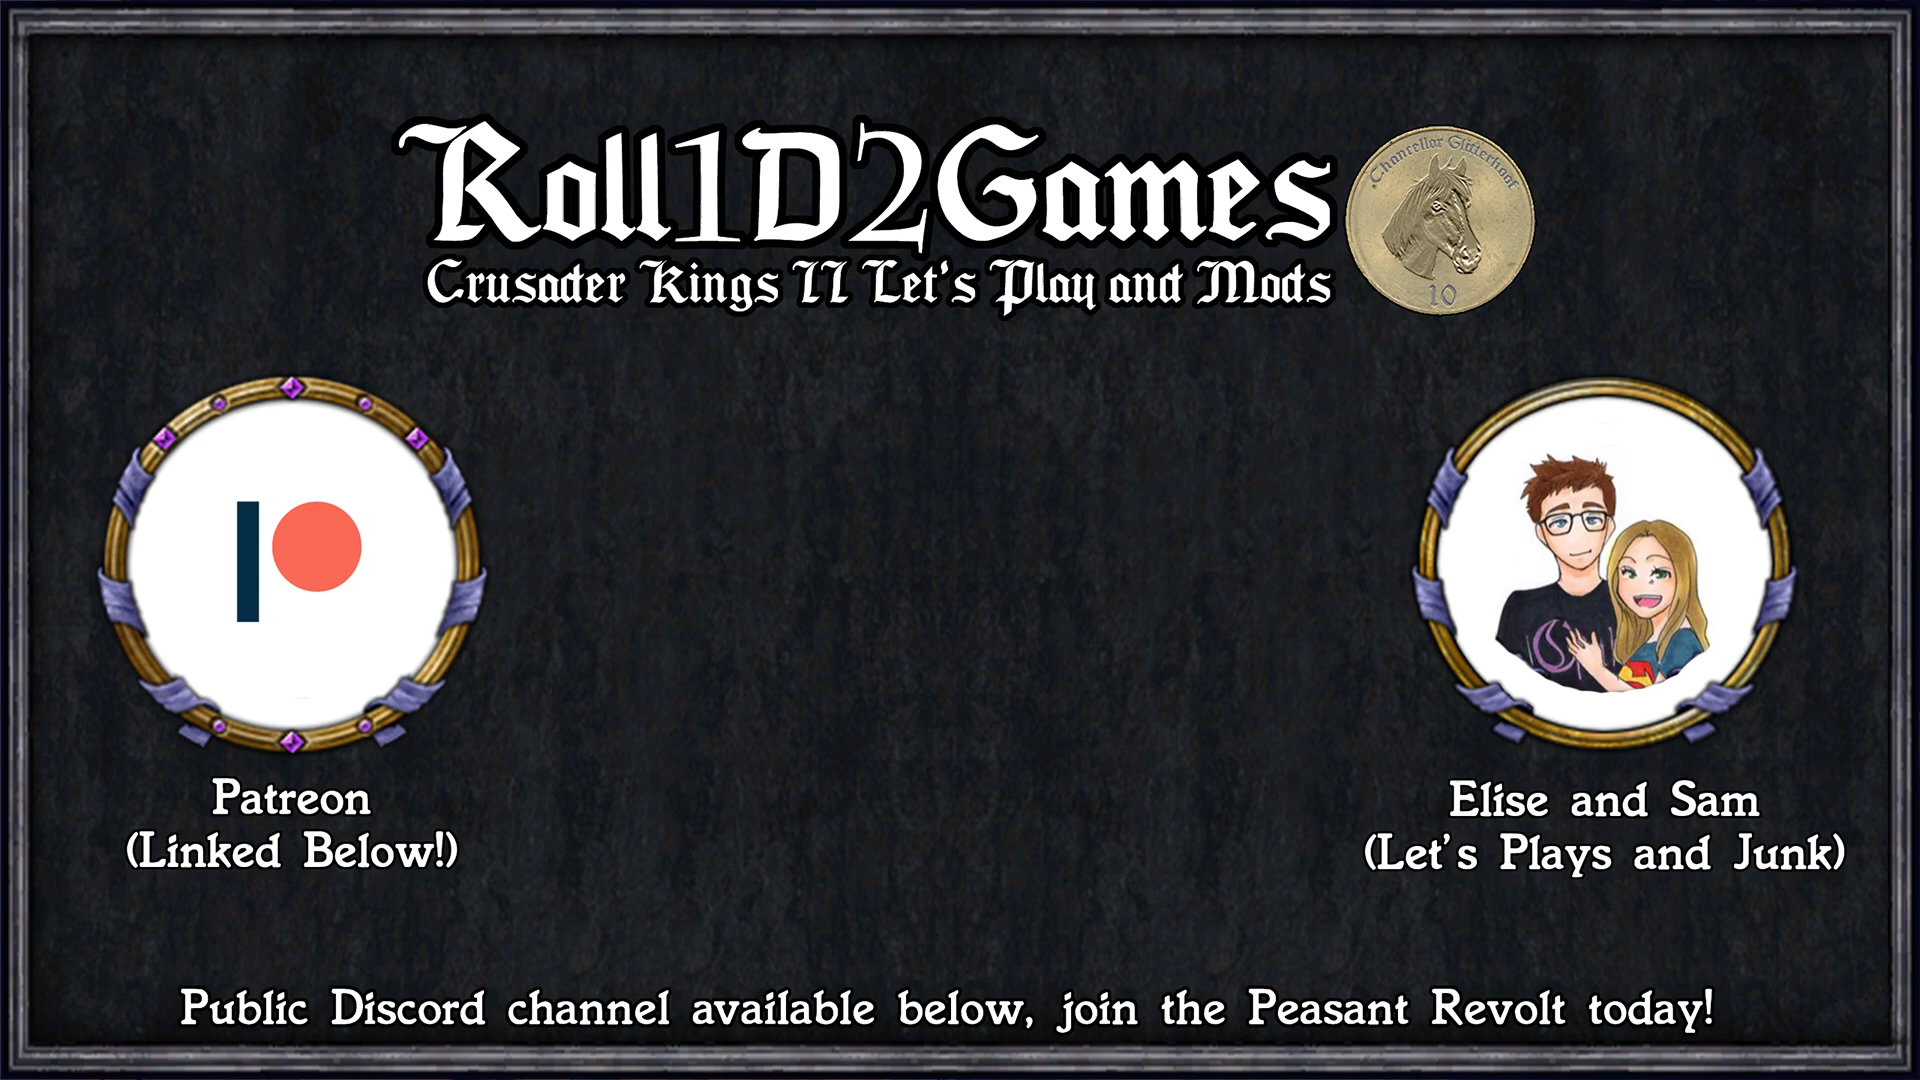 Roll1D2Games
Crusader Kings II Let's Play and Mods
Chancellor Glitterhoof
10
Patreon
(Linked Below!)
Elise and Sam
(Let's Plays and Junk)
Public Discord channel available below, join the Peasant Revolt today!